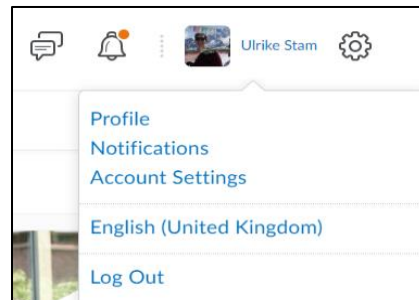 Ulrike Stam
Profile
Notifications
Account Settings
English (United Kingdom)
Log Out